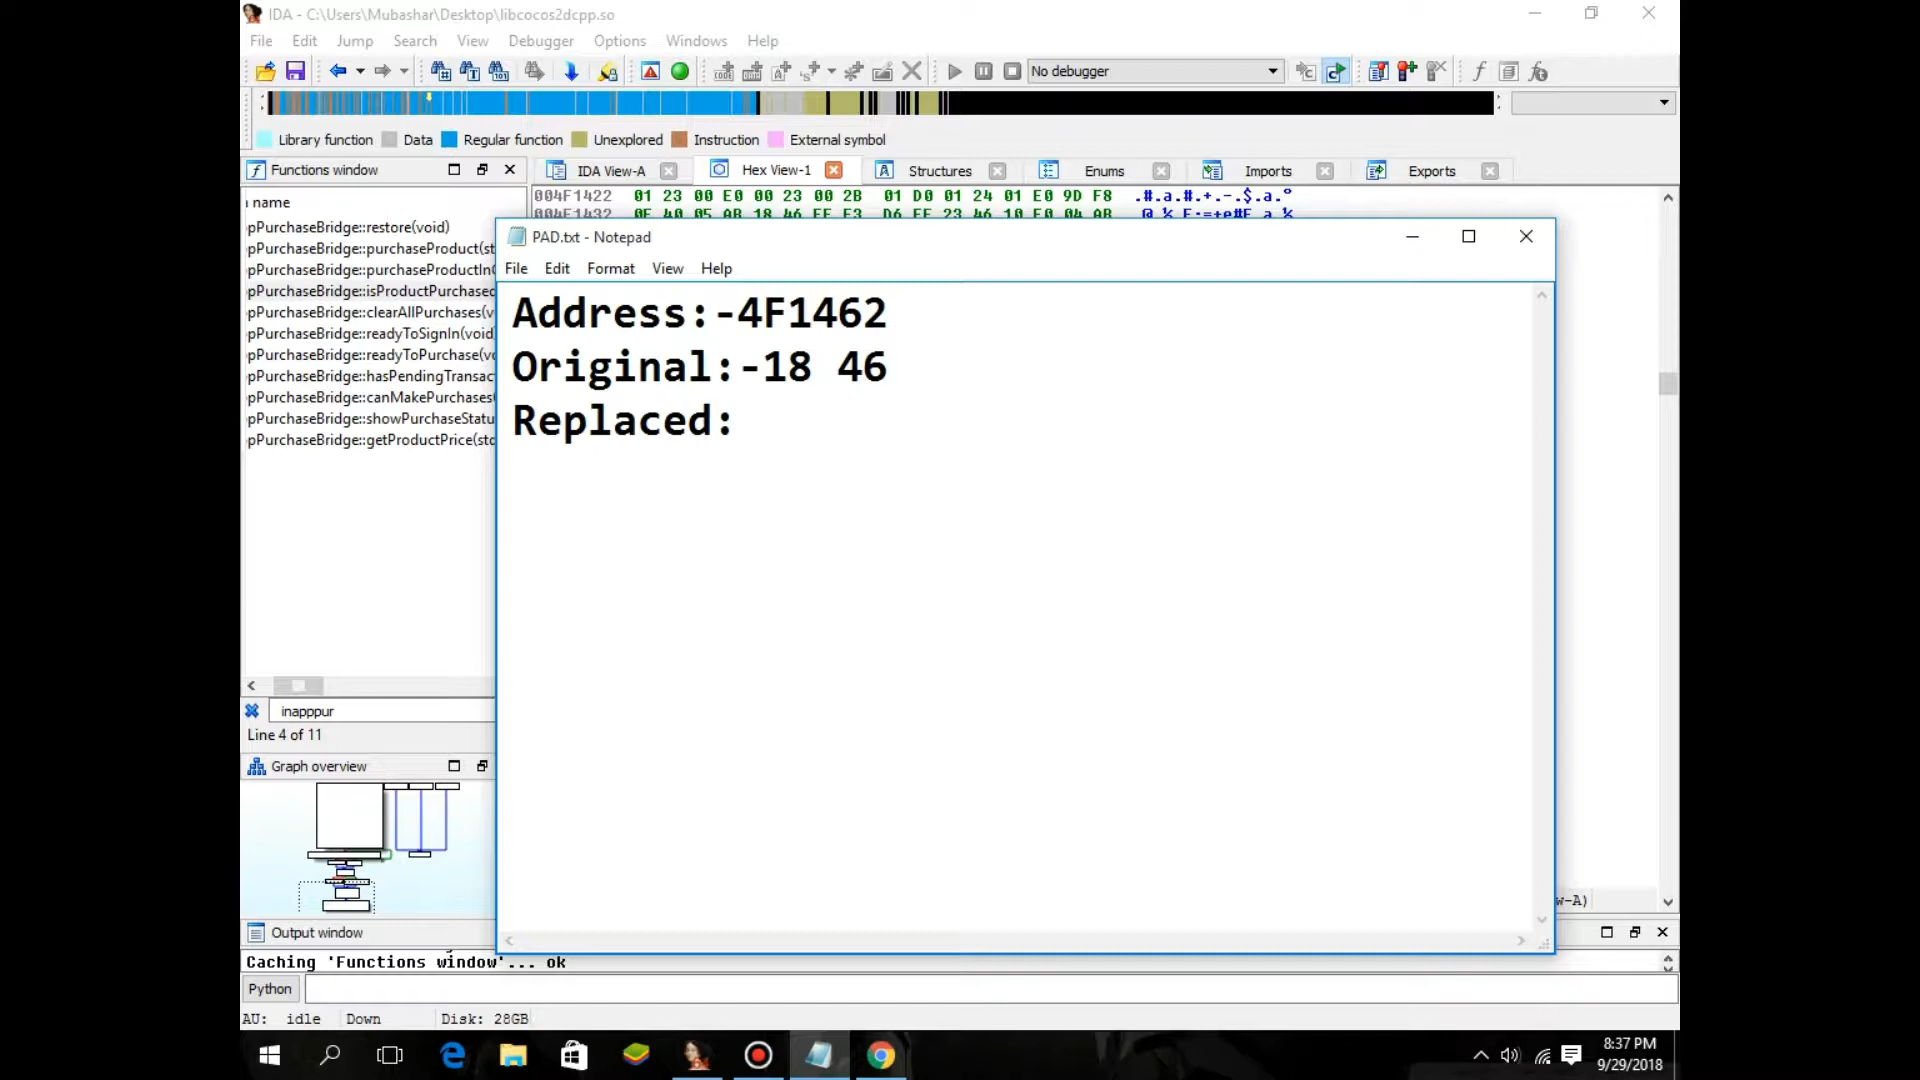 IDA - C:\Users\Mubashar\Desktop\libcocos2dcpp.so
File Edit Jump Search View Debugger Options Windows Help
No debugger
Library function Data Regular function Unexplored Instruction External symbol
Functions window
IDA View-A Hex View-1 Structures Enums Imports Exports
name
004F1422 01 23 00 E0 00 23 00 2B 01 D0 01 24 01 E0 9D F8
pPurchaseBridge::restore(void)
pPurchaseBridge::purchaseProduct(st
pPurchaseBridge::purchaseProductIn
pPurchaseBridge::isProductPurchased
pPurchaseBridge::clearAllPurchases(v
pPurchaseBridge::readyToSignIn(void
pPurchaseBridge::readyToPurchase(vo
pPurchaseBridge::hasPendingTransac
pPurchaseBridge::canMakePurchases(
pPurchaseBridge::showPurchaseStatu
pPurchaseBridge::getProductPrice(std
PAD.txt - Notepad
File Edit Format View Help
Address:-4F1462
Original:-18 46
Replaced:
inapppur
Line 4 of 11
Graph overview
w-A)
Output window
Caching 'Functions window'... ok
Python
AU: idle Down Disk: 28GB
8:37 PM
9/29/2018